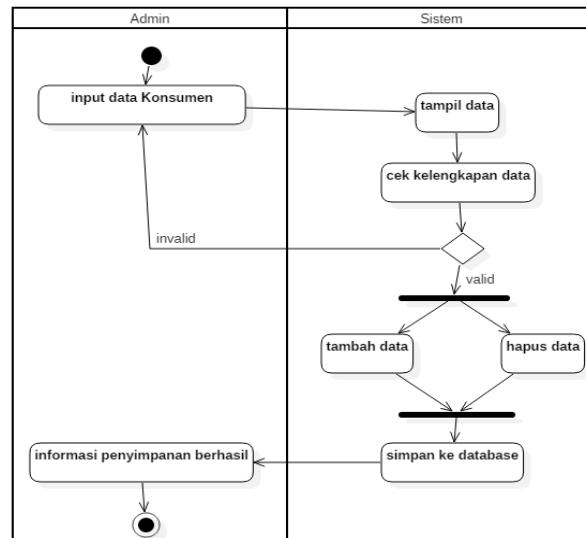 Admin
Sistem
input data Konsumen
tampil data
cek kelengkapan data
invalid
valid
tambah data
hapus data
informasi penyimpanan berhasil
simpan ke database